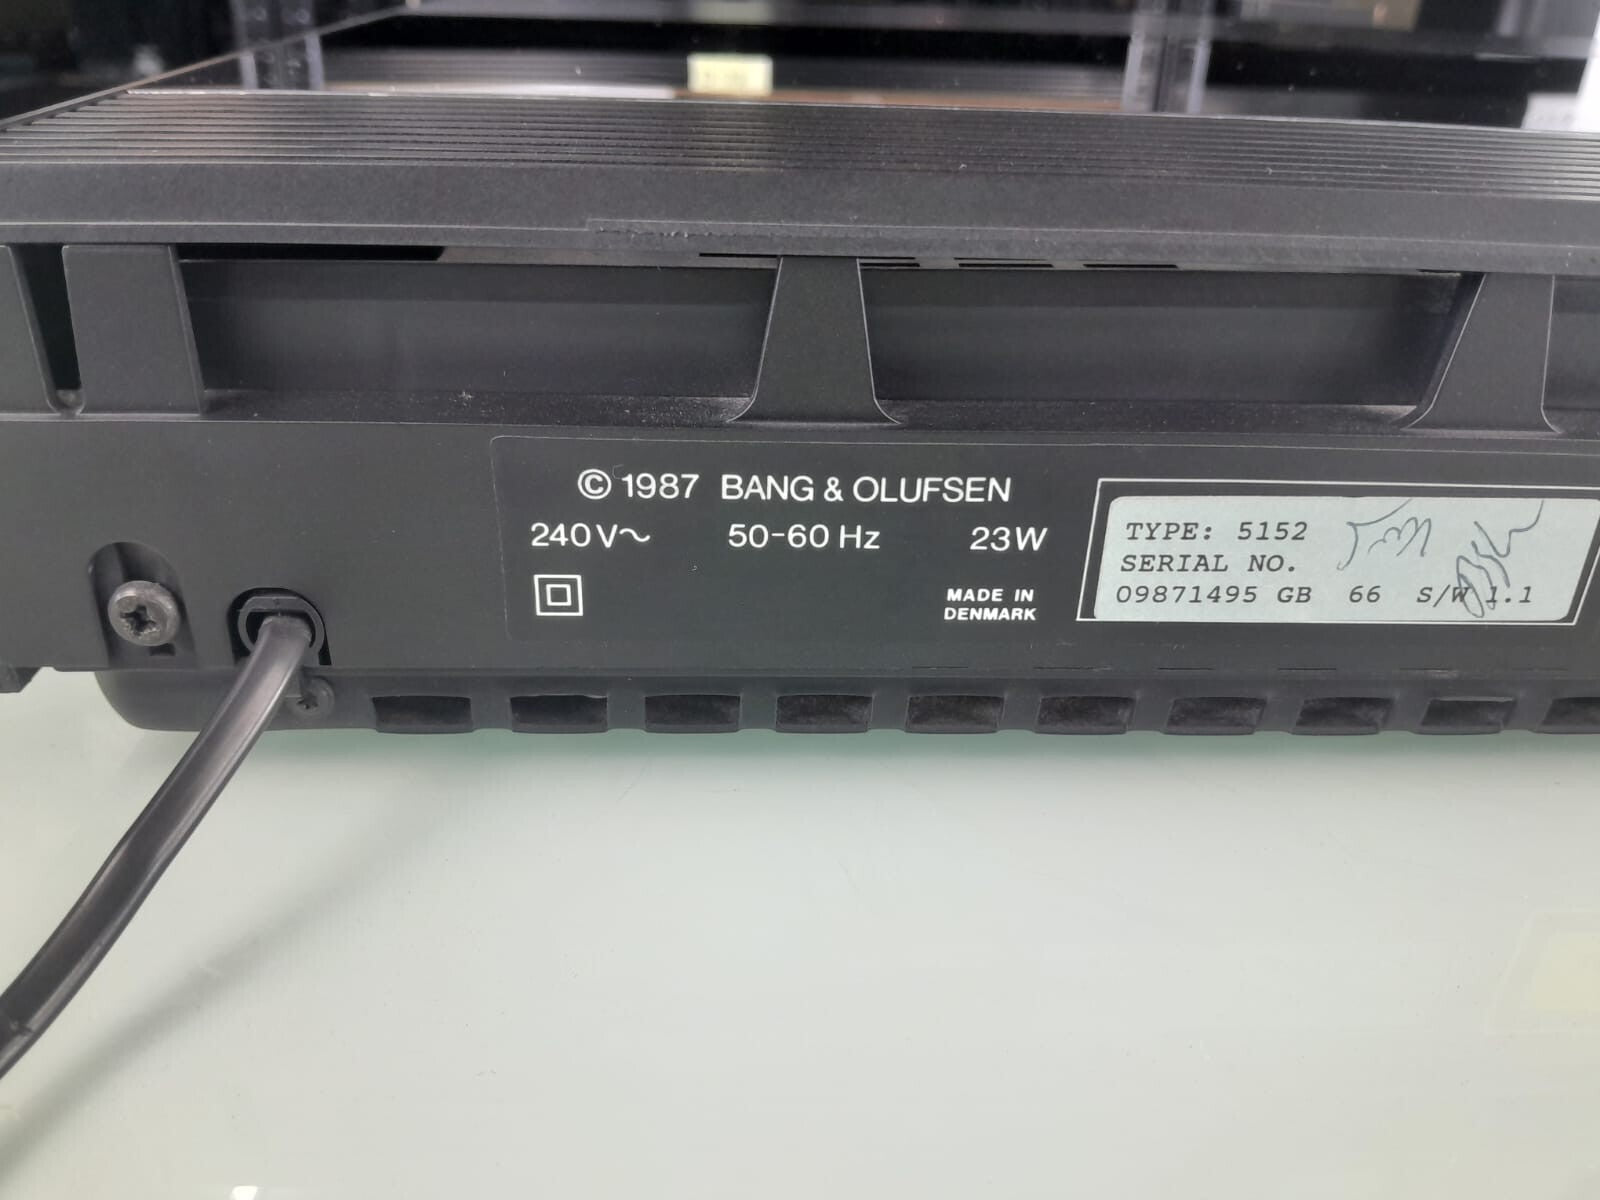 © 1987 BANG & OLUFSEN
240V~ 50-60 Hz 23W
MADE IN
DENMARK
TYPE: 5152
SERIAL NO.
09871495 GB 66 S/W 1.1